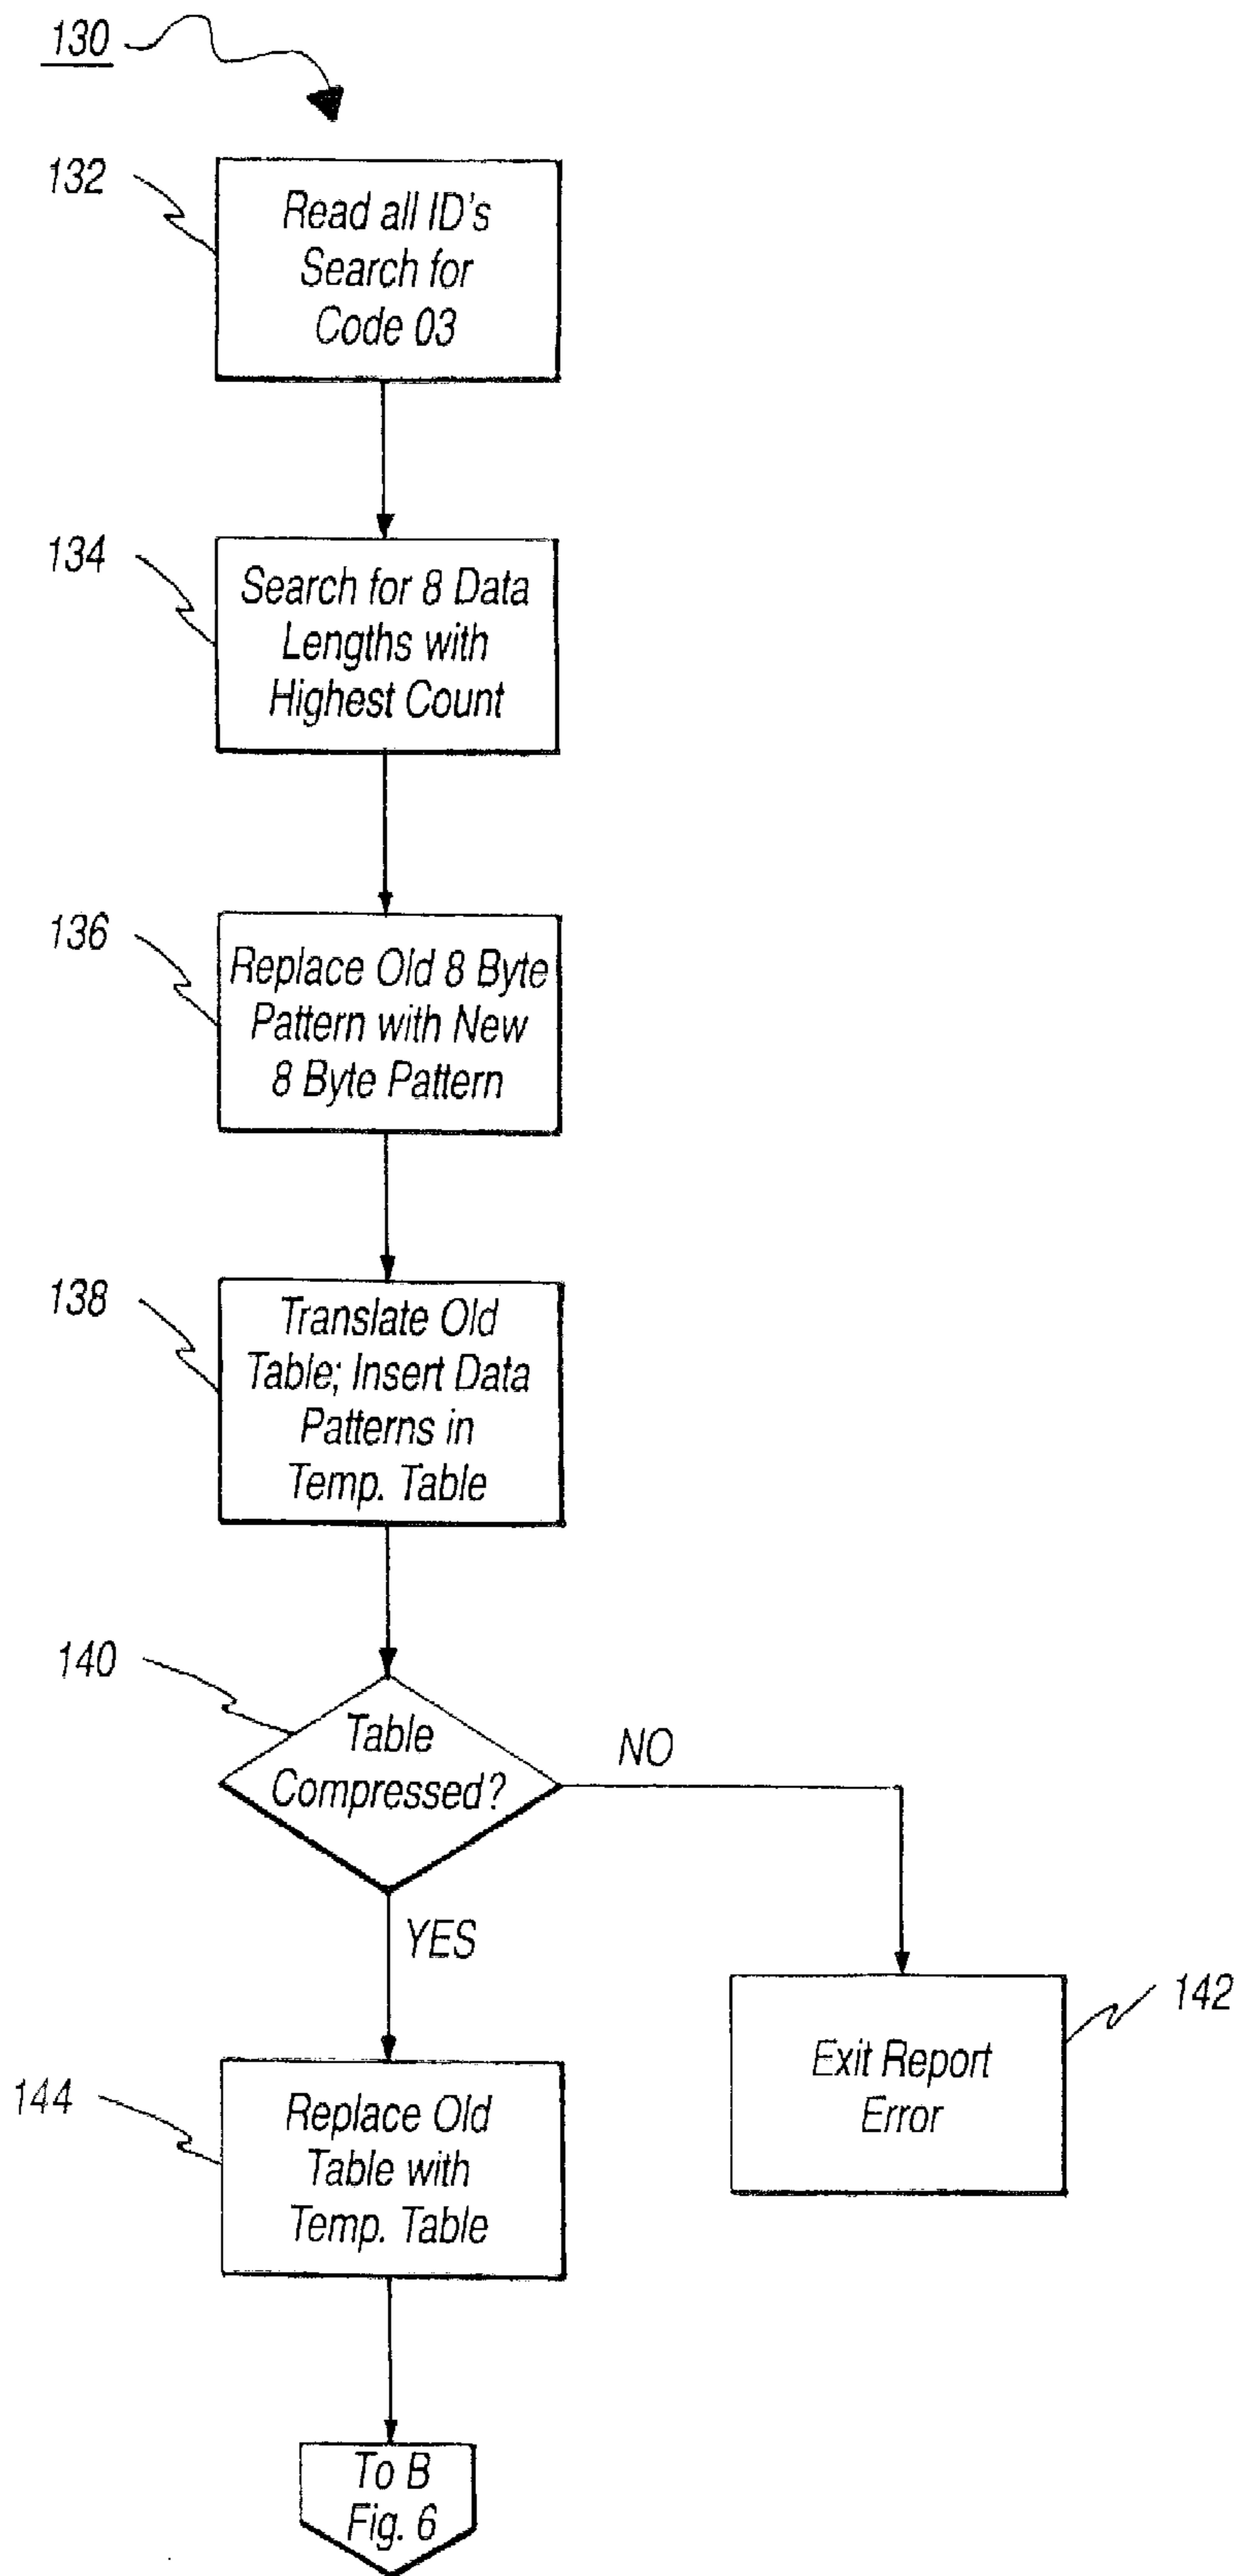 130
132
Read all ID's
Search for
Code 03
134
Search for 8 Data
Lengths with
Highest Count
136
Replace Old 8 Byte
Pattern with New
8 Byte Pattern
138
Translate Old
Table; Insert Data
Patterns in
Temp. Table
140
Table
Compressed?
NO
YES
142
Exit Report
Error
144
Replace Old
Table with
Temp. Table
To B
Fig. 6